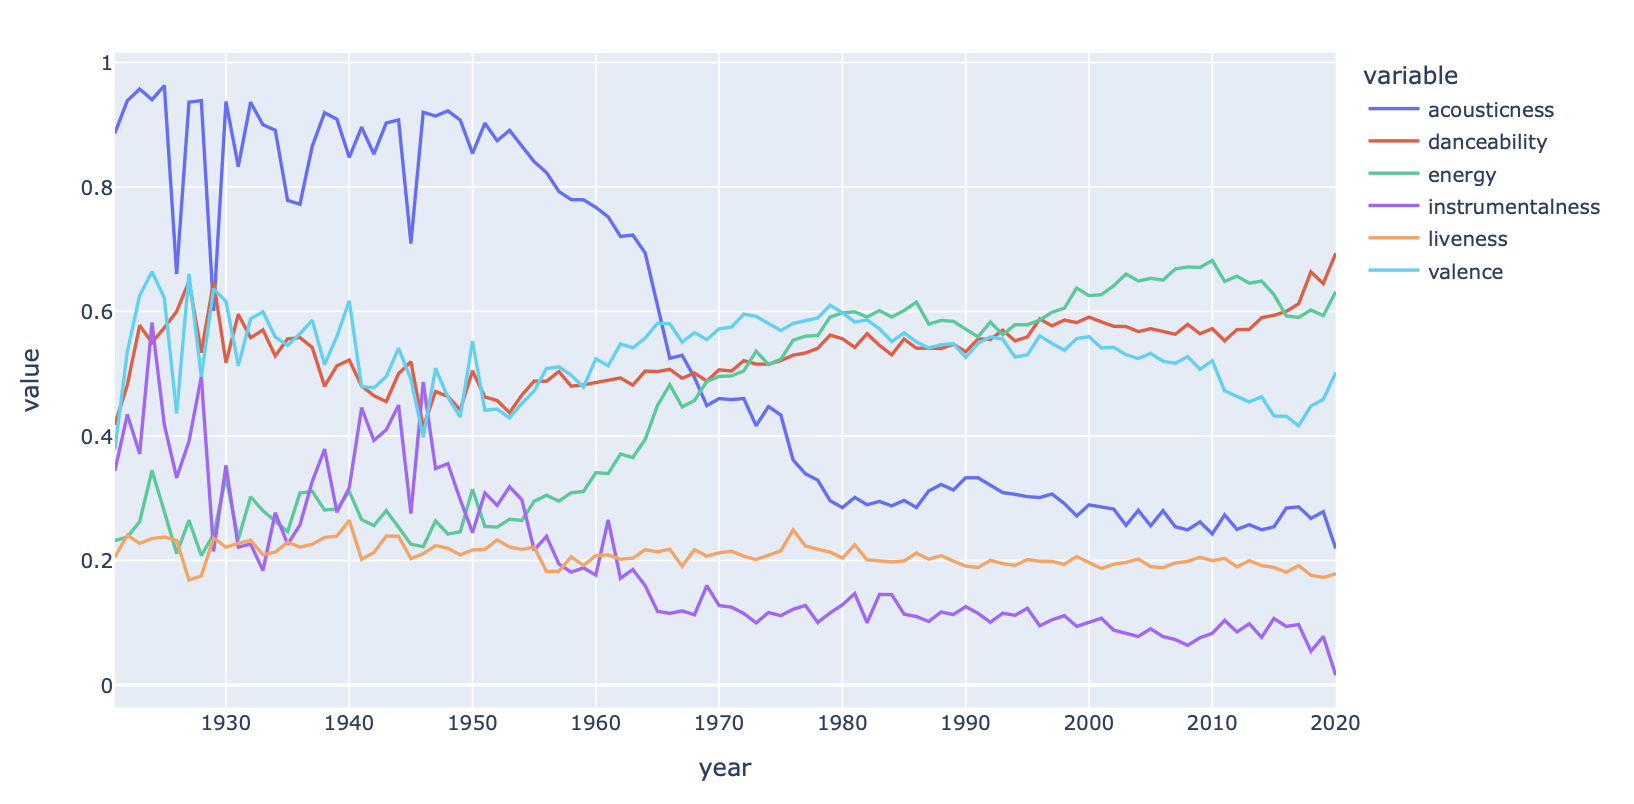 1
0.8
0.6
0.4
0.2
0
value
1930 1940 1950 1960 1970 1980 1990 2000 2010 2020
year
variable
acousticness
danceability
energy
instrumentalness
liveness
valence